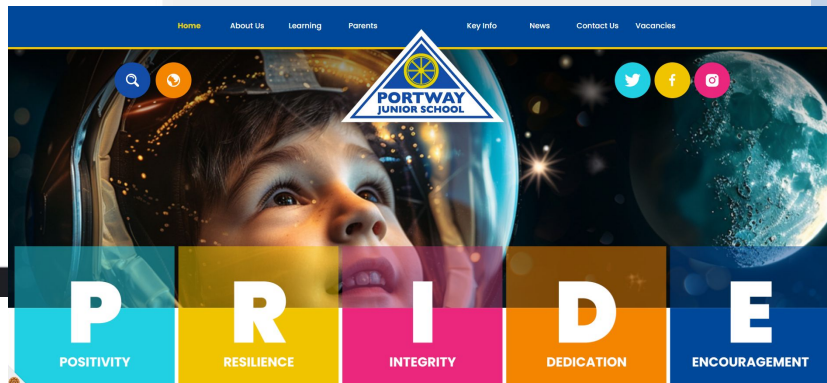 Home About Us Learning Parents Key Info News Contact Us Vacancies
PORTWAY
JUNIOR SCHOOL
P R I D E
POSITIVITY RESILIENCE INTEGRITY DEDICATION ENCOURAGEMENT